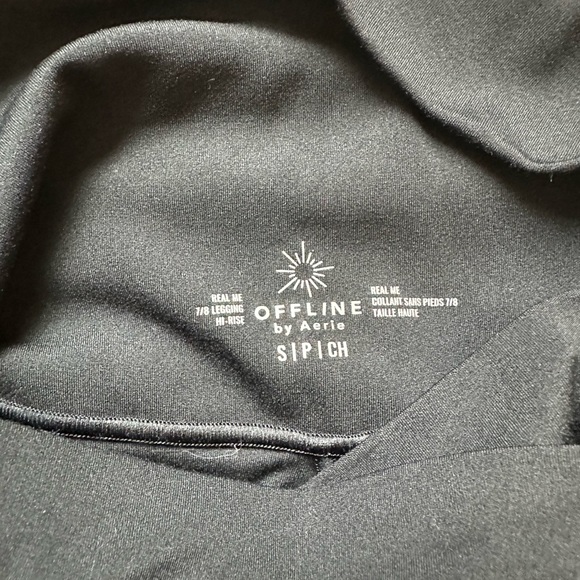 REAL ME
7/8 LEGGING
HI-RISE
OFFLINE
by Aerie
S|P|CH
REAL ME
COLLANT SANS PIEDS 7/8
TAILLE HAUTE